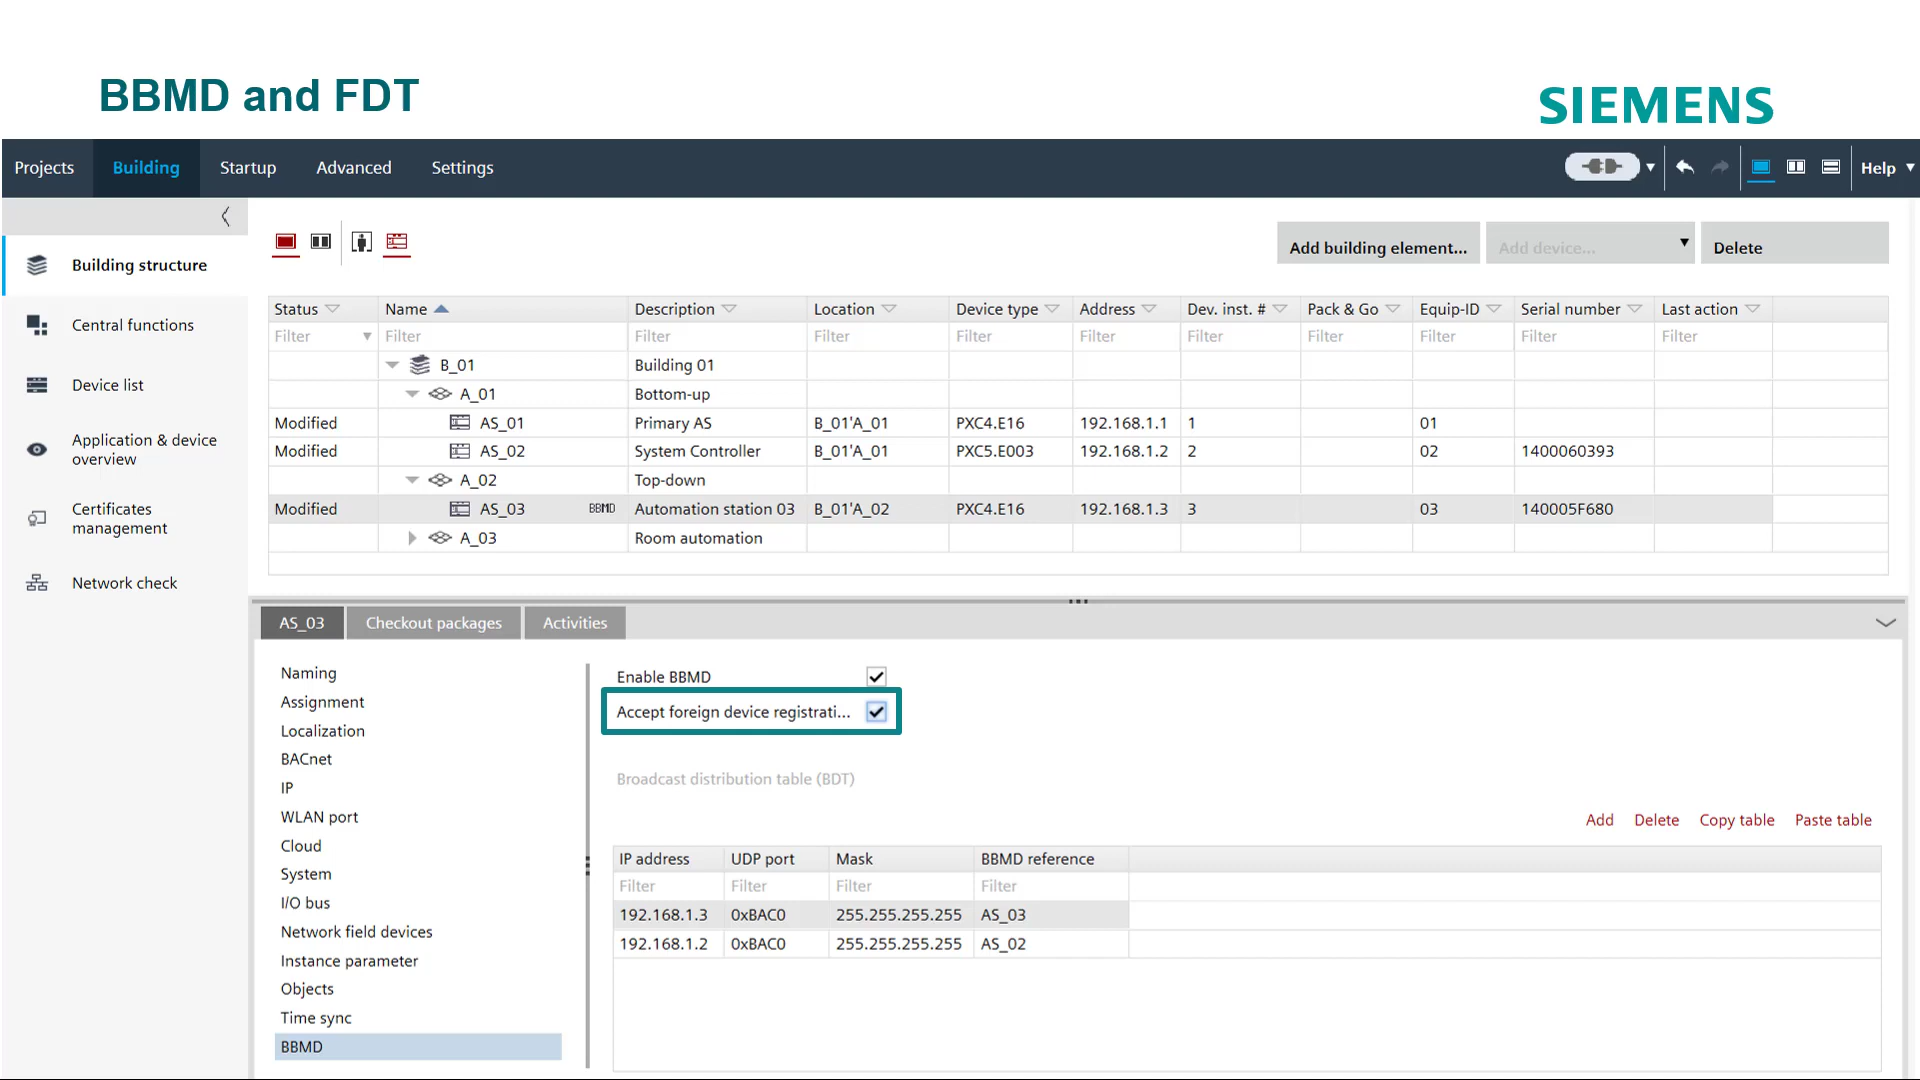 BBMD and FDT
SIEMENS
Projects Building Startup Advanced Settings Help
Building structure
Central functions
Device list
Application & device
overview
Certificates
management
Network check
Add building element... Add device... Delete
Status Name Description Location Device type Address Dev. inst. # Pack & Go Equip-ID Serial number Last action
Filter Filter Filter Filter Filter Filter Filter Filter Filter Filter Filter
B_01 Building 01
A_01 Bottom-up
Modified AS_01 Primary AS B_01'A_01 PXC4.E16 192.168.1.1 1 01
Modified AS_02 System Controller B_01'A_01 PXC5.E003 192.168.1.2 2 02 1400060393
A_02 Top-down
Modified AS_03 BBMD Automation station 03 B_01'A_02 PXC4.E16 192.168.1.3 3 03 140005F680
A_03 Room automation
AS_03 Checkout packages Activities
Naming
Assignment
Localization
BACnet
IP
WLAN port
Cloud
System
I/O bus
Network field devices
Instance parameter
Objects
Time sync
BBMD
Enable BBMD
Accept foreign device registrati...
Broadcast distribution table (BDT)
Add Delete Copy table Paste table
IP address UDP port Mask BBMD reference
Filter Filter Filter Filter
192.168.1.3 0xBAC0 255.255.255.255 AS_03
192.168.1.2 0xBAC0 255.255.255.255 AS_02